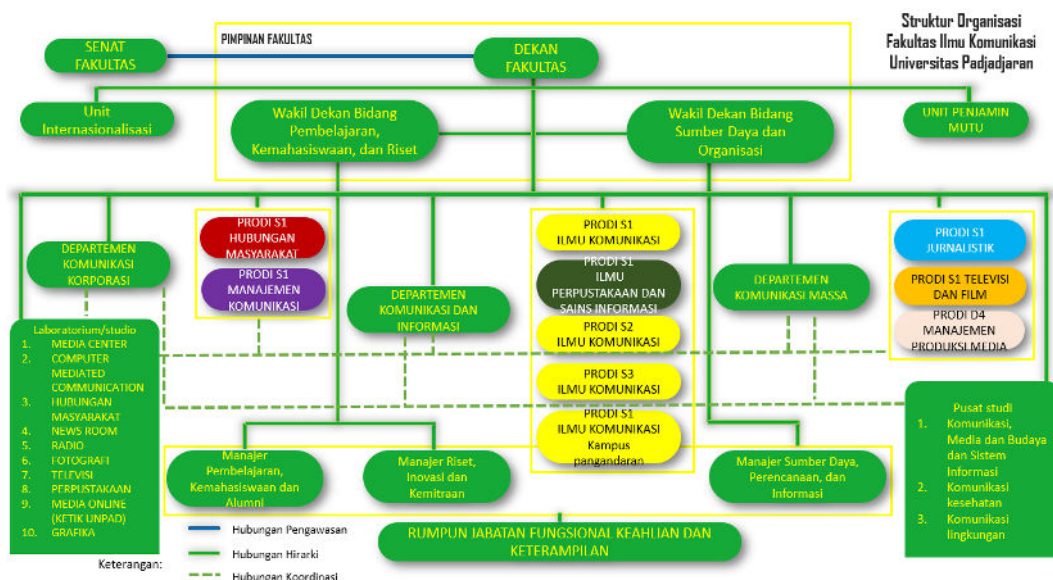 Struktur Organisasi
Fakultas Ilmu Komunikasi
Universitas Padjadjaran
PIMPINAN FAKULTAS
SENAT
FAKULTAS
DEKAN
FAKULTAS
Unit
Internasionalisasi
Wakil Dekan Bidang
Pembelajaran,
Kemahasiswaan, dan Riset
Wakil Dekan Bidang
Sumber Daya dan
Organisasi
UNIT PENJAMIN
MUTU
DEPARTEMEN
KOMUNIKASI
KORPORASI
PRODI S1
HUBUNGAN
MASYARAKAT
PRODI S1
MANAJEMEN
KOMUNIKASI
DEPARTEMEN
KOMUNIKASI DAN
INFORMASI
PRODI S1
ILMU KOMUNIKASI
PRODI S1
ILMU
PERPUSTAKAAN DAN
SAINS INFORMASI
PRODI S2
ILMU KOMUNIKASI
PRODI S3
ILMU KOMUNIKASI
PRODI S1
ILMU KOMUNIKASI
Kampus
pangandaran
DEPARTEMEN
KOMUNIKASI MASSA
PRODI S1
JURNALISTIK
PRODI S1 TELEVISI
DAN FILM
PRODI D4
MANAJEMEN
PRODUKSI MEDIA
Laboratorium/studio
1. MEDIA CENTER
2. COMPUTER
MEDIATED
COMMUNICATION
3. HUBUNGAN
MASYARAKAT
4. NEWS ROOM
5. RADIO
6. FOTOGRAFI
7. TELEVISI
8. PERPUSTAKAAN
9. MEDIA ONLINE
(KETIK UNPAD)
10. GRAFIKA
Manajer
Pembelajaran,
Kemahasiswaan dan
Alumni
Manajer Riset,
Inovasi dan
Kemitraan
Manajer Sumber Daya,
Perencanaan, dan
Informasi
Pusat studi
1. Komunikasi,
Media dan Budaya
dan Sistem
Informasi
2. Komunikasi
kesehatan
3. Komunikasi
lingkungan
RUMPUN JABATAN FUNGSIONAL KEAHLIAN DAN
KETERAMPILAN
Keterangan:
Hubungan Pengawasan
Hubungan Hirarki
Hubungan Koordinasi